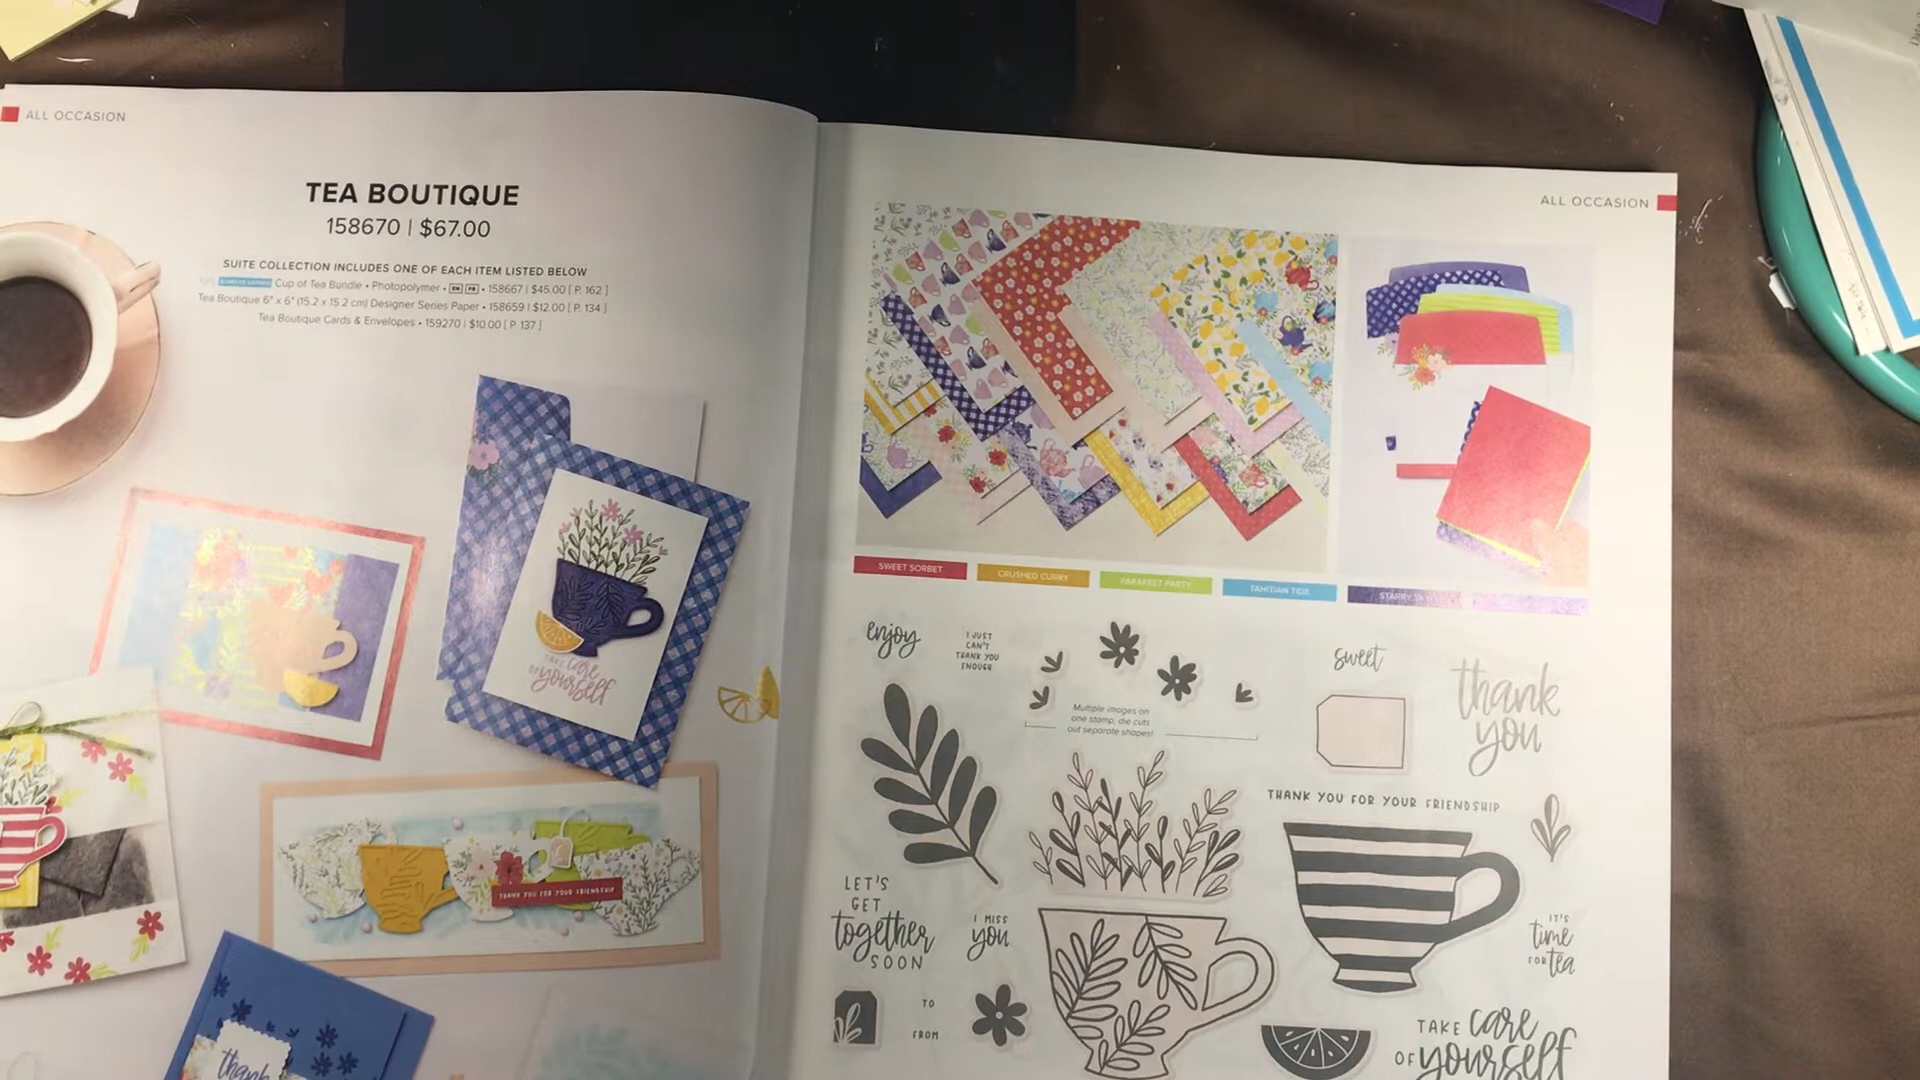 ALL OCCASION
TEA BOUTIQUE
158670 | $67.00
SUITE COLLECTION INCLUDES ONE OF EACH ITEM LISTED BELOW
Cup of Tea Bundle • Photopolymer • EN FR • 158667 | $45.00 [ P. 162 ]
Tea Boutique 6" x 6" (15.2 x 15.2 cm) Designer Series Paper • 158659 | $12.00 [ P. 134 ]
Tea Boutique Cards & Envelopes • 159270 | $10.00 [ P 137 ]
TAKE care
OF yourself
THANK YOU FOR YOUR FRIENDSHIP
thank
ALL OCCASION
SWEET SORBET
CRUSHED CURRY
PARAKEET PARTY
TAHITIAN TIDE
STARRY
enjoy
I JUST
CAN'T
THANK YOU
ENOUGH
Multiple images on
one stamp; die cuts
out separate shapes!
sweet
thank
you
THANK YOU FOR YOUR FRIENDSHIP
LET'S
GET
together
SOON
I MISS
you
IT'S
time
FOR tea
TO
FROM
TAKE care
OF yourself